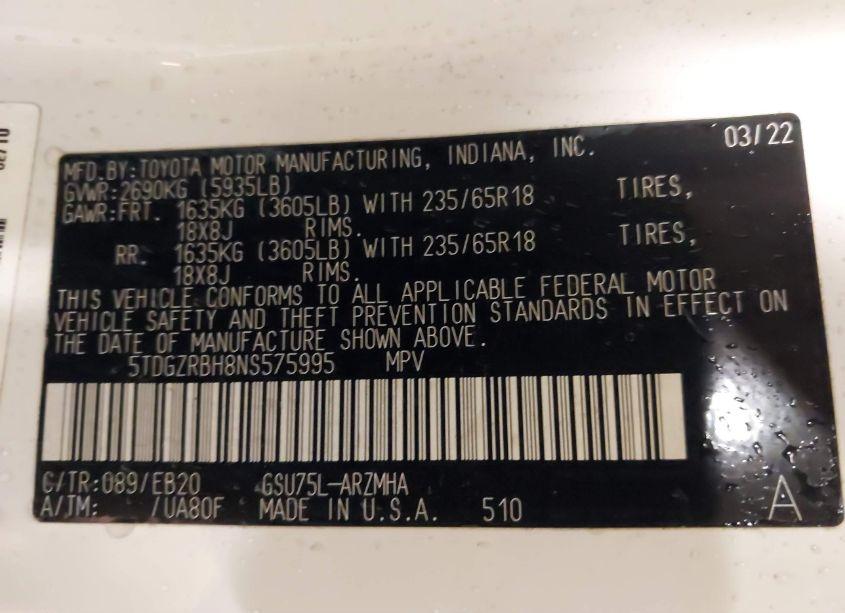 03/22
MFD.BY:TOYOTA MOTOR MANUFACTURING, INDIANA, INC.
GVWR:2690KG (5935LB)
GAWR:FRT. 1635KG (3605LB) WITH 235/65R18 TIRES,
18X8J RIMS.
RR. 1635KG (3605LB) WITH 235/65R18 TIRES,
18X8J RIMS.
THIS VEHICLE CONFORMS TO ALL APPLICABLE FEDERAL MOTOR
VEHICLE SAFETY AND THEFT PREVENTION STANDARDS IN EFFECT ON
THE DATE OF MANUFACTURE SHOWN ABOVE.
5TDGZRBH8NS575995 MPV
C/TR:089/EB20 GSU75L-ARZMHA
A/TM: /UA80F MADE IN U.S.A. 510
A